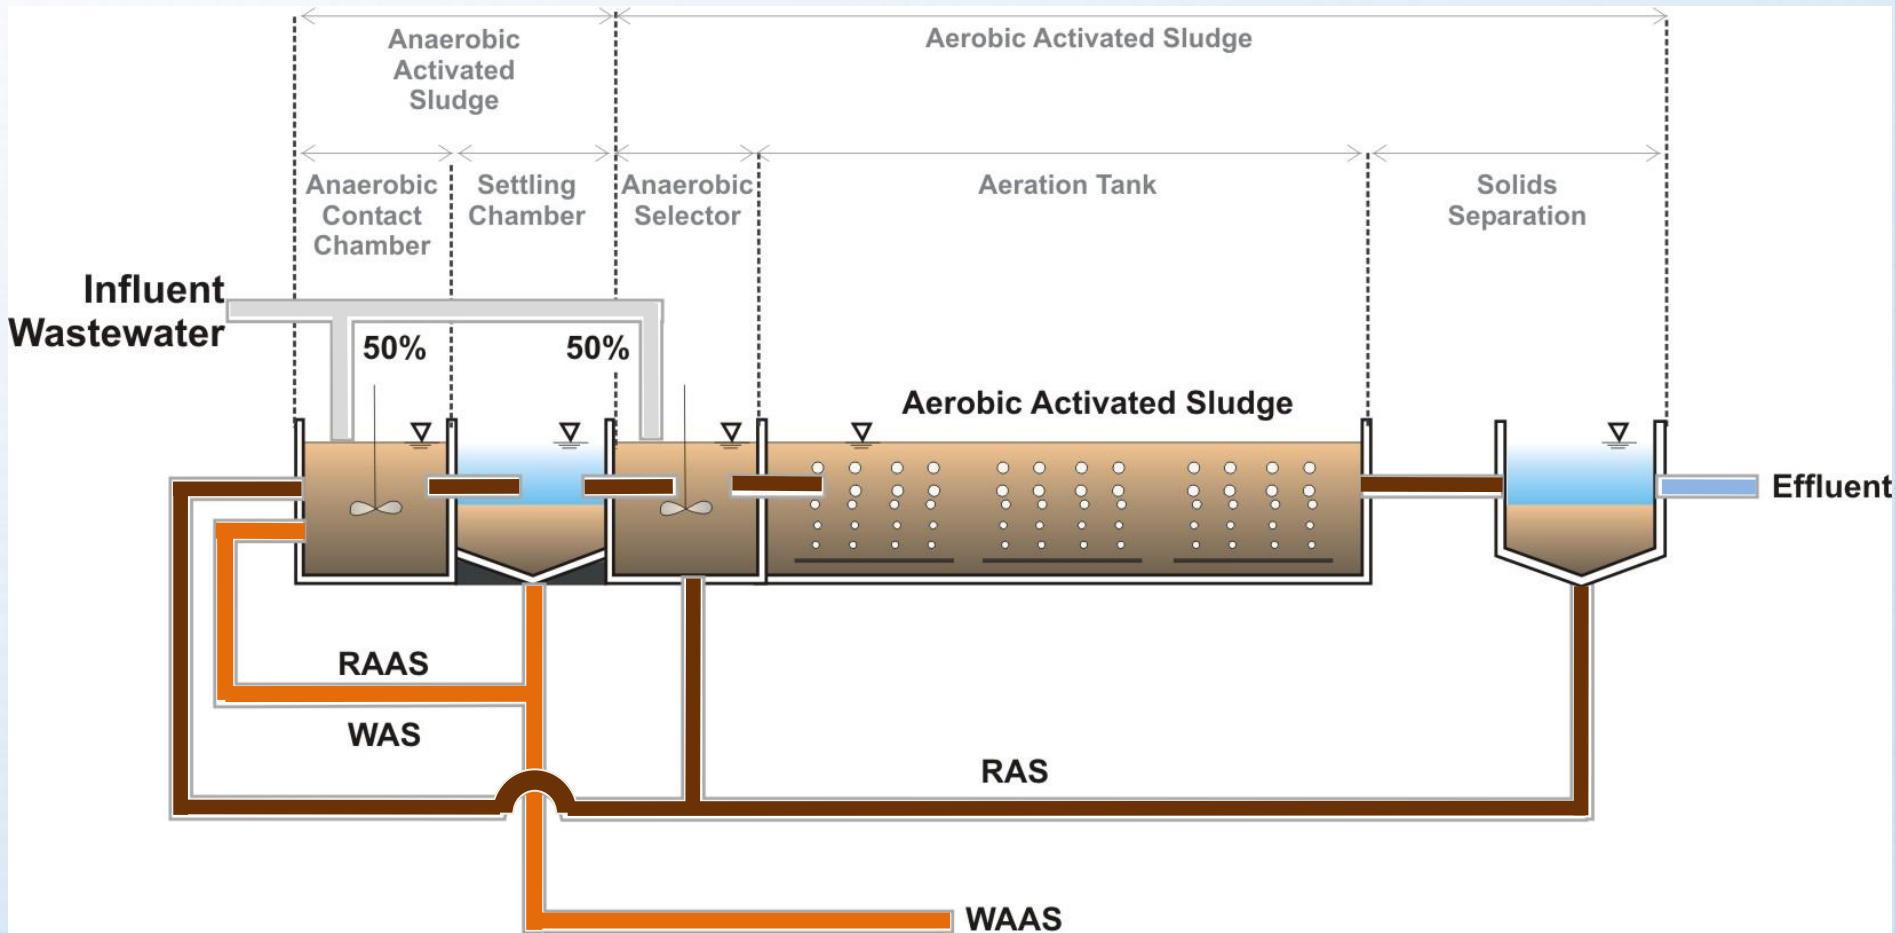 Anaerobic
Activated
Sludge
Aerobic Activated Sludge
Anaerobic
Contact
Chamber
Settling
Chamber
Anaerobic
Selector
Aeration Tank
Solids
Separation
Influent
Wastewater
50%
50%
Aerobic Activated Sludge
Effluent
RAAS
WAS
RAS
WAAS